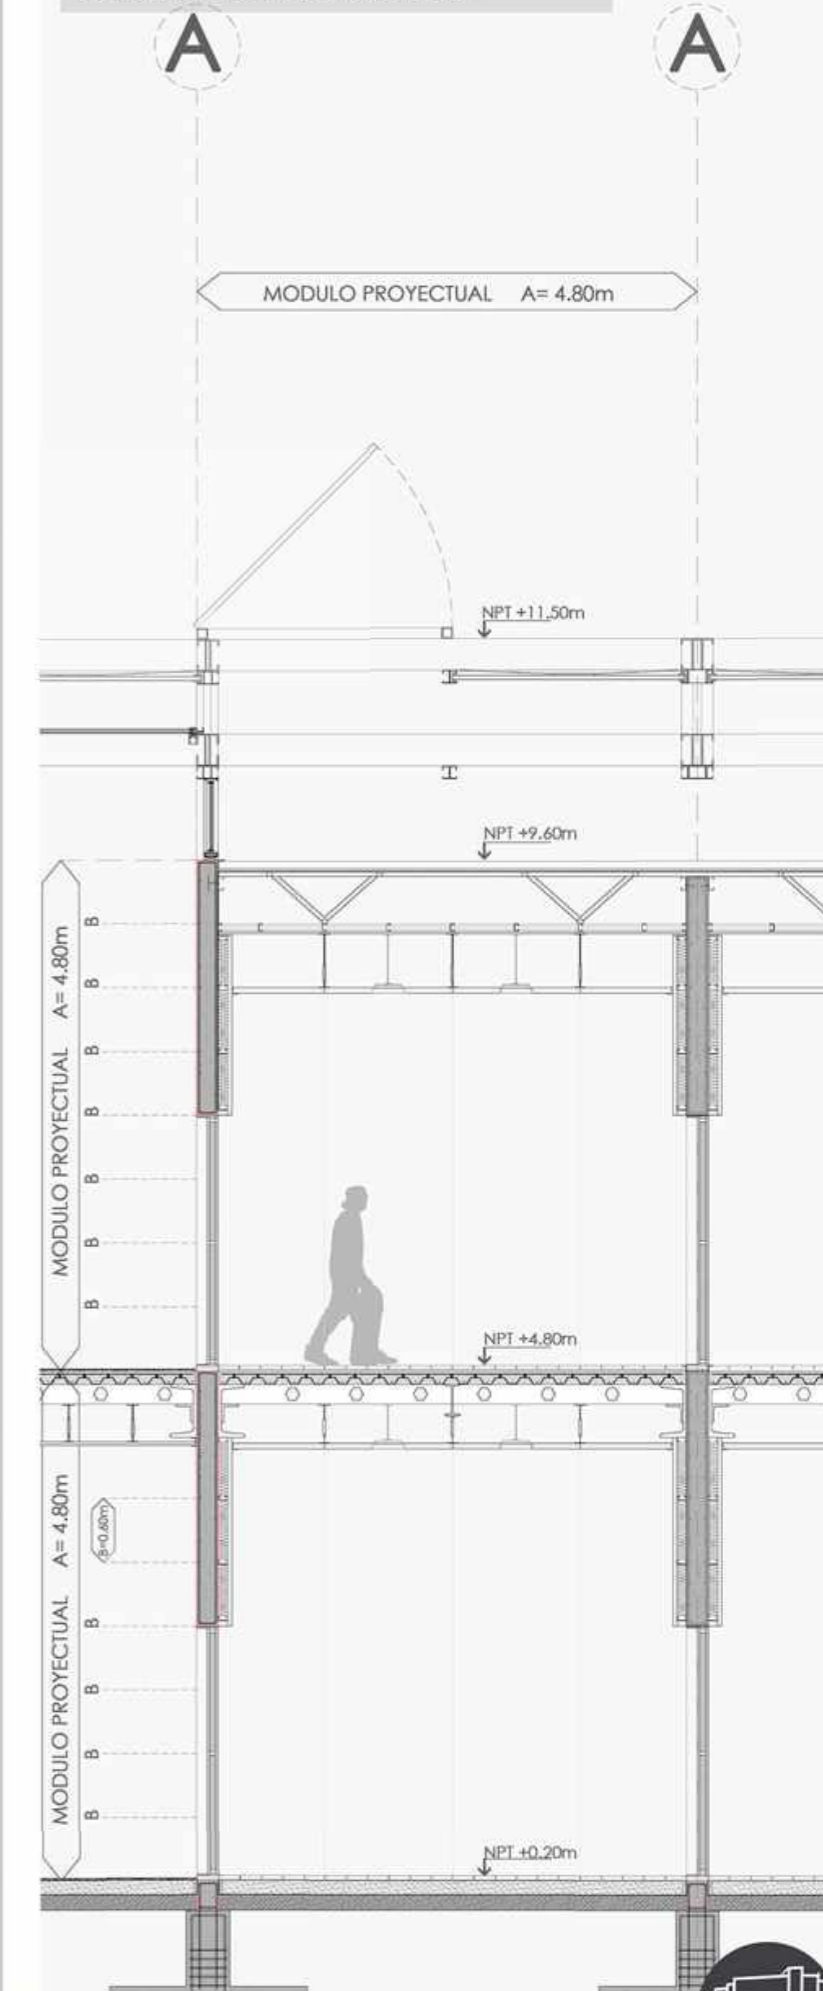 A A
MODULO PROYECTUAL A= 4.80m
NPT +11.50m
NPT +9.60m
MODULO PROYECTUAL A= 4.80m
B
B
B
B
B
B
B
NPT +4.80m
MODULO PROYECTUAL A= 4.80m
B=0.60m
B
B
B
B
NPT +0.20m